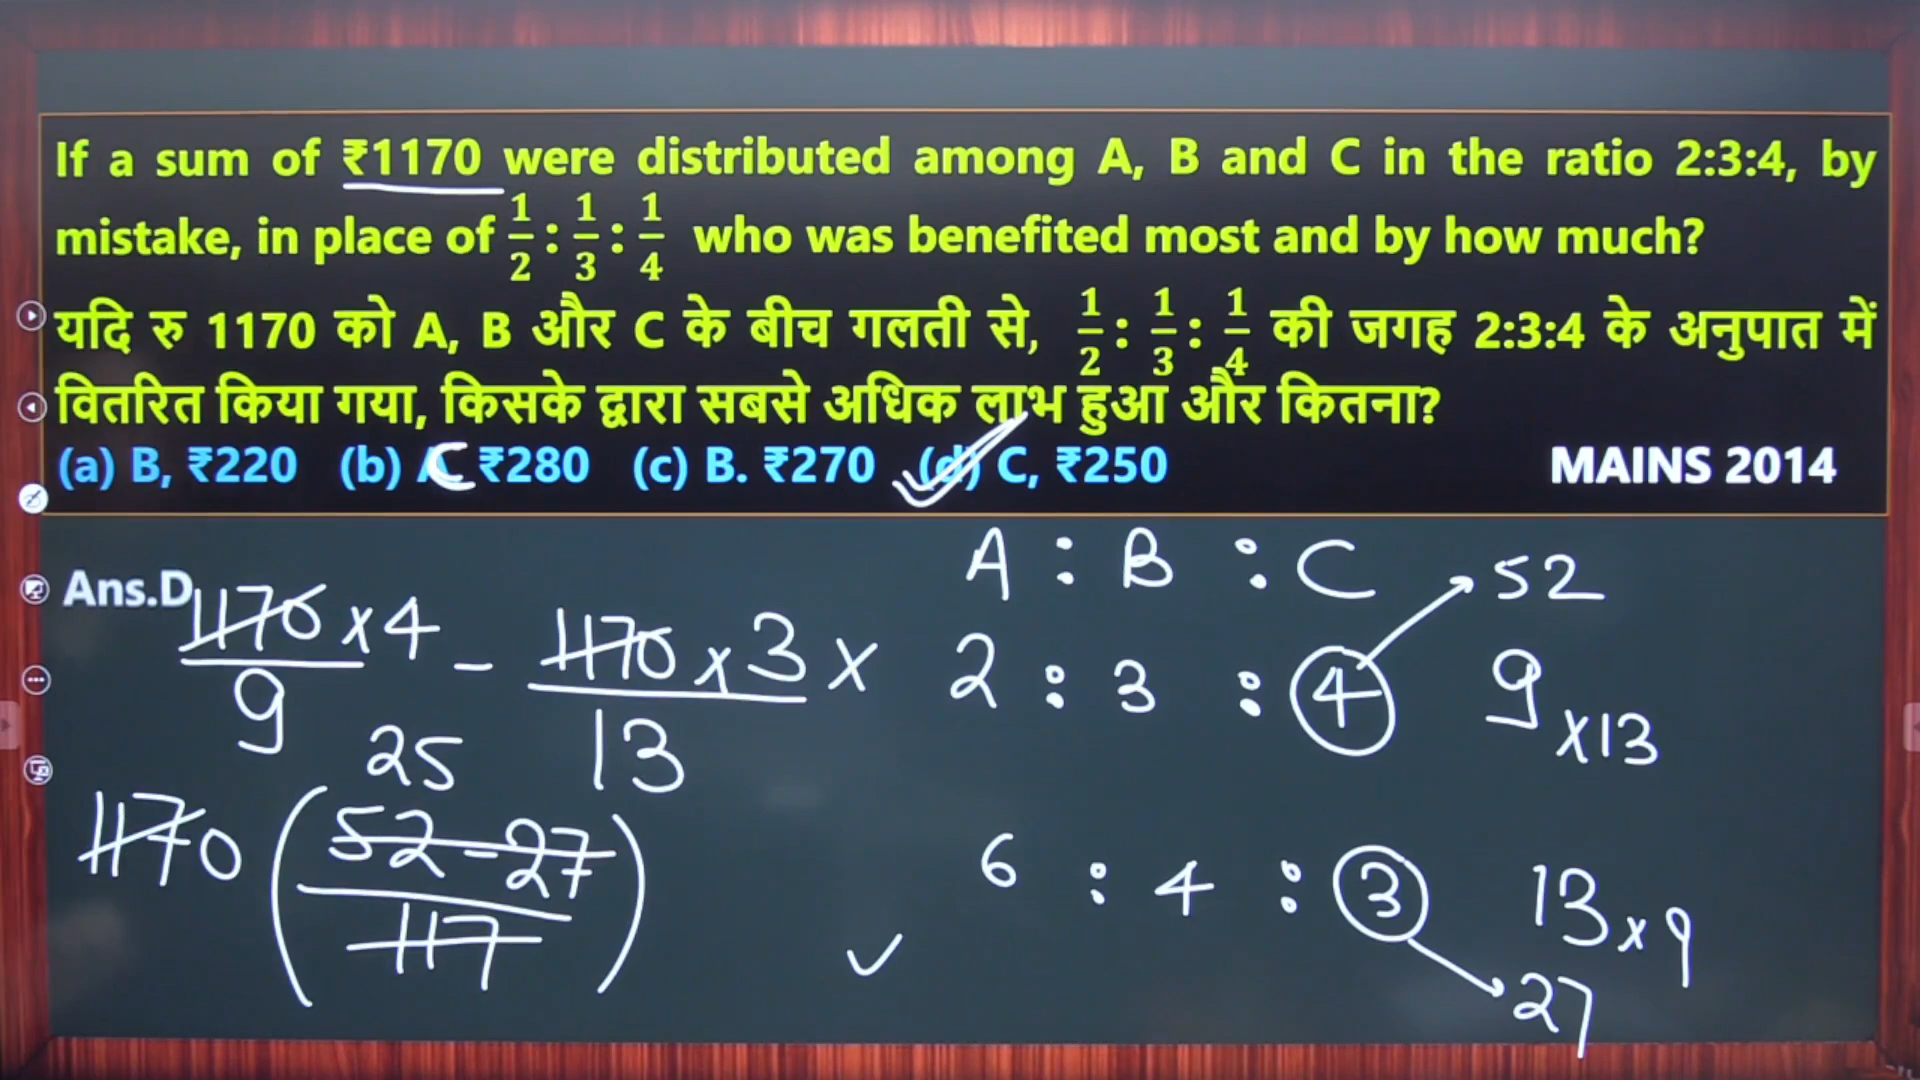 If a sum of ₹1170 were distributed among A, B and C in the ratio 2:3:4, by
mistake, in place of 1/2 : 1/3 : 1/4 who was benefited most and by how much?
यदि रु 1170 को A, B और C के बीच गलती से, 1/2 : 1/3 : 1/4 की जगह 2:3:4 के अनुपात में
वितरित किया गया, किसके द्वारा सबसे अधिक लाभ हुआ और कितना?
(a) B, ₹220 (b) C ₹280 (c) B. ₹270 (d) C, ₹250 MAINS 2014
A : B : C 52
Ans.D
1170 x4 / 9 - 1170 x 3 / 13 x 2 : 3 : 4 9 x13
25
1170 (52-27 / 117) 6 : 4 : 3 13 x 9
27